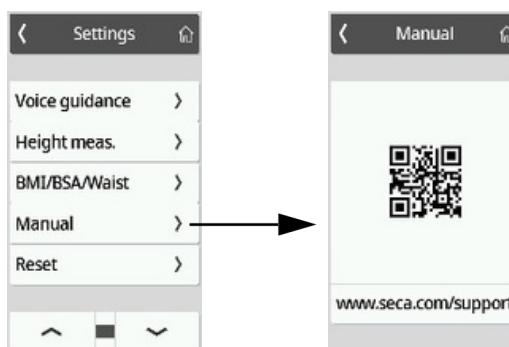 Settings
Voice guidance
Height meas.
BMI/BSA/Waist
Manual
Reset
Manual
www.seca.com/support